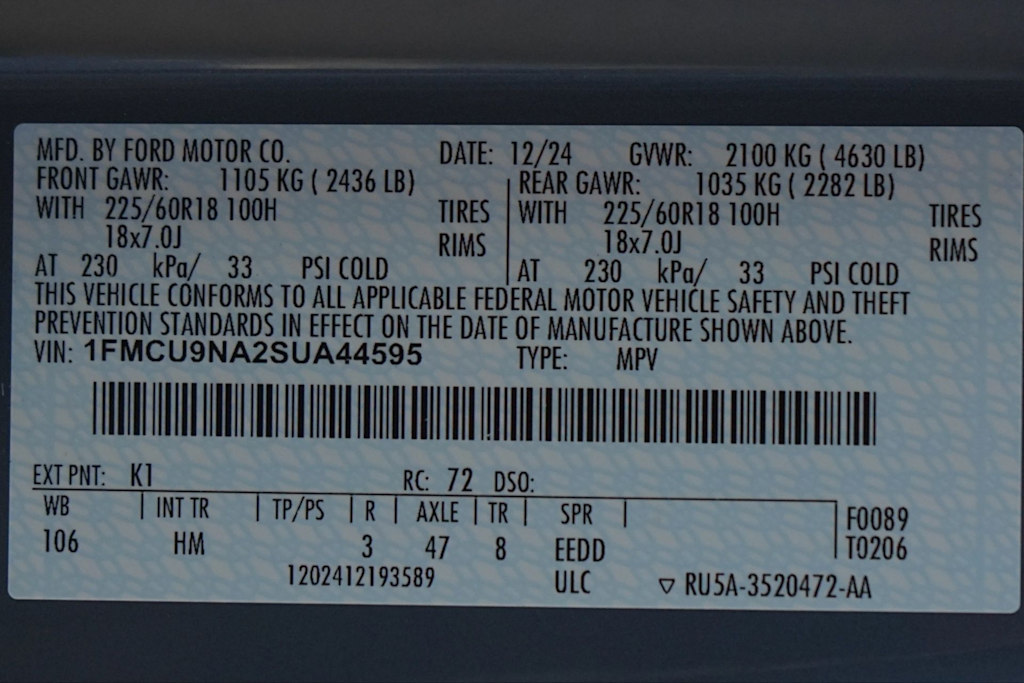 MFD. BY FORD MOTOR CO. DATE: 12/24 GVWR: 2100 KG ( 4630 LB)
FRONT GAWR: 1105 KG ( 2436 LB) REAR GAWR: 1035 KG ( 2282 LB)
WITH 225/60R18 100H TIRES WITH 225/60R18 100H TIRES
18x7.0J RIMS 18x7.0J RIMS
AT 230 kPa/ 33 PSI COLD AT 230 kPa/ 33 PSI COLD
THIS VEHICLE CONFORMS TO ALL APPLICABLE FEDERAL MOTOR VEHICLE SAFETY AND THEFT
PREVENTION STANDARDS IN EFFECT ON THE DATE OF MANUFACTURE SHOWN ABOVE.
VIN: 1FMCU9NA2SUA44595 TYPE: MPV
EXT PNT: K1 RC: 72 DSO:
WB INT TR TP/PS R AXLE TR SPR F0089
106 HM 3 47 8 EEDD T0206
1202412193589 ULC ▽ RU5A-3520472-AA